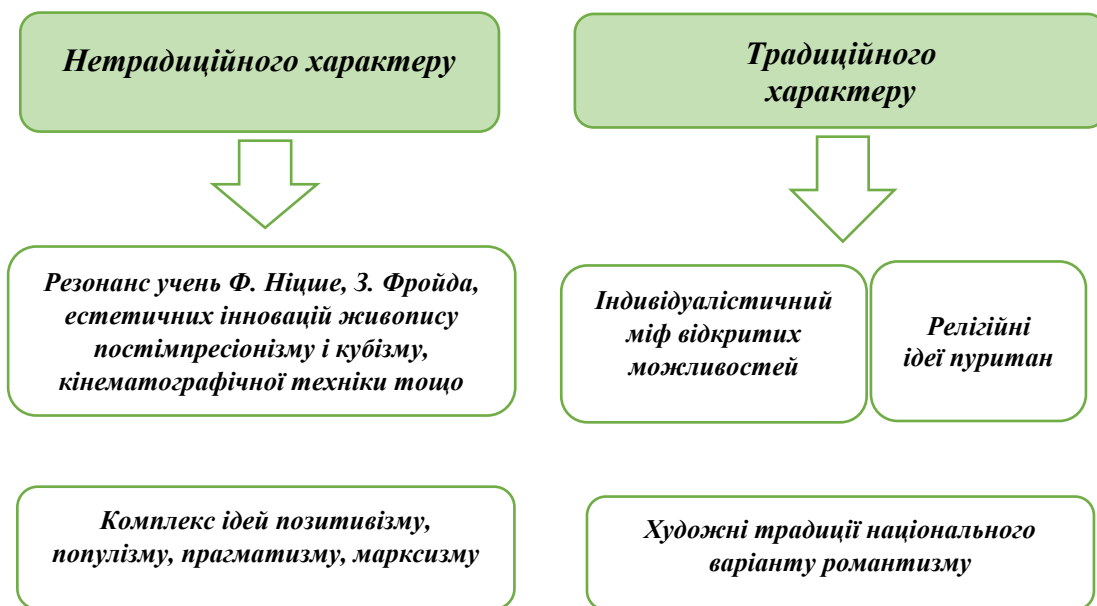 Нетрадиційного характеру
Традиційного
характеру
Резонанс учень Ф. Ніцше, З. Фройда,
естетичних інновацій живопису
постімпресіонізму і кубізму,
кінематографічної техніки тощо
Індивідуалістичний
міф відкритих
можливостей
Релігійні
ідеї пуритан
Комплекс ідей позитивізму,
популізму, прагматизму, марксизму
Художні традиції національного
варіанту романтизму